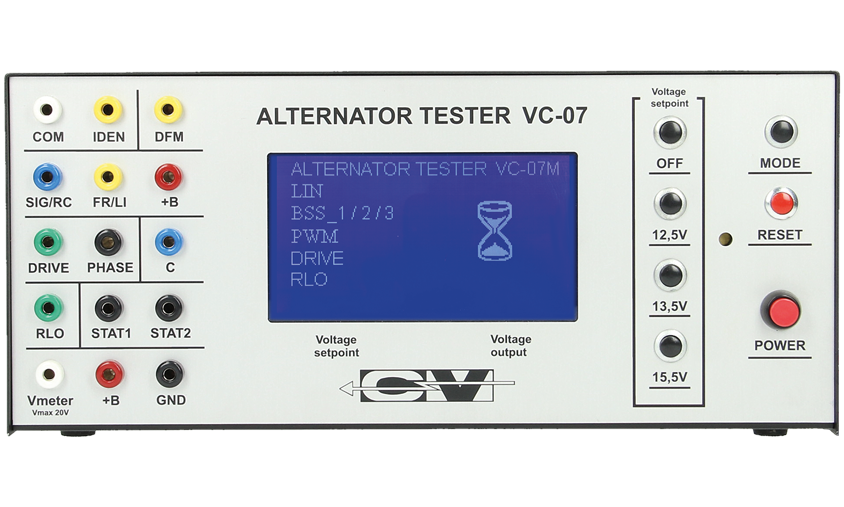 COM IDEN DFM
SIG/RC FR/LI +B
DRIVE PHASE C
RLO STAT1 STAT2
Vmeter +B GND
Vmax 20V
ALTERNATOR TESTER VC-07
ALTERNATOR TESTER VC-07M
LIN
BSS_1/2/3
PWM
DRIVE
RLO
Voltage
setpoint
Voltage
output
CV
Voltage
setpoint
OFF
12,5V
13,5V
15,5V
MODE
RESET
POWER